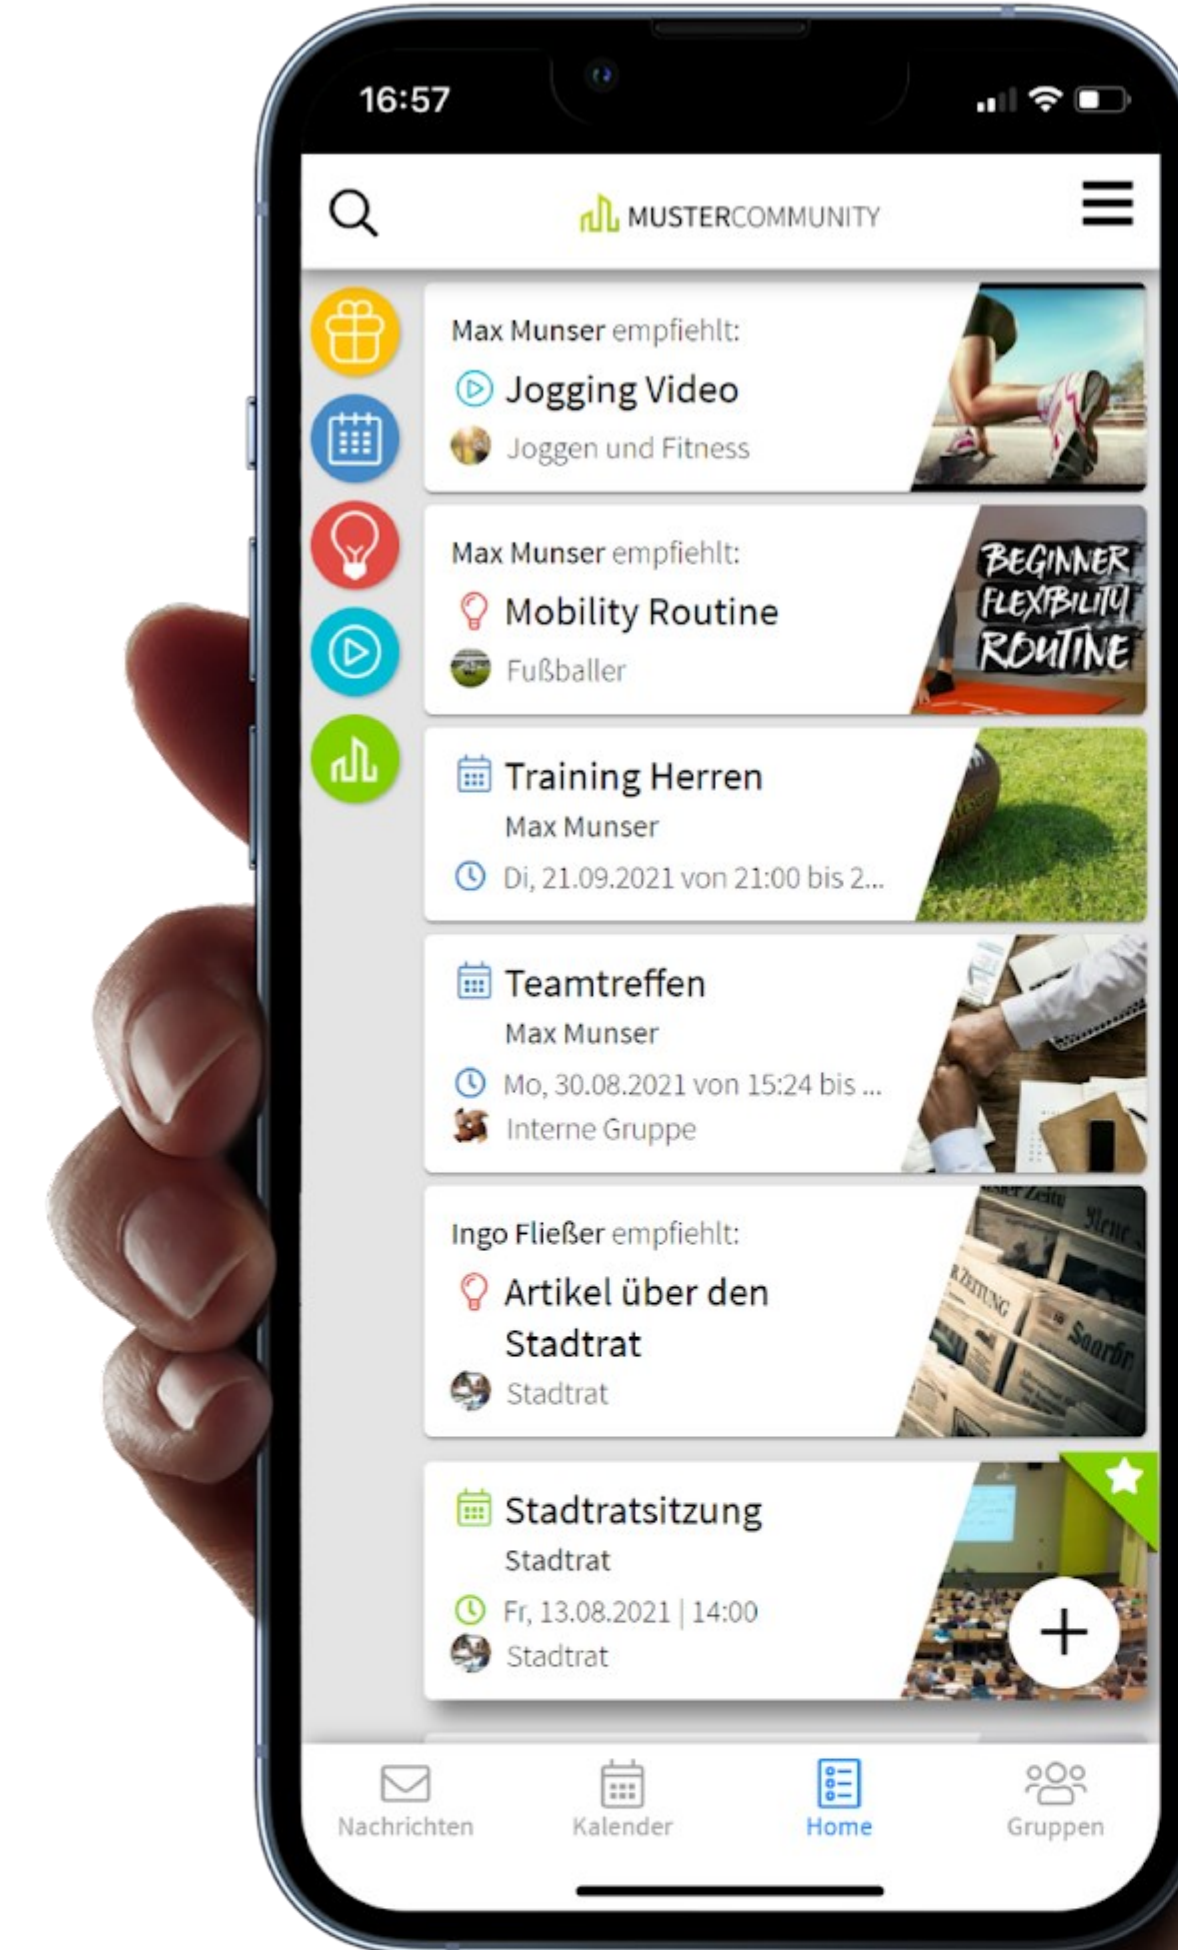 16:57
MUSTERCOMMUNITY
Max Munser empfiehlt:
Jogging Video
Joggen und Fitness
Max Munser empfiehlt:
Mobility Routine
Fußballer
BEGINNER
FLEXIBILITY
ROUTINE
Training Herren
Max Munser
Di, 21.09.2021 von 21:00 bis 2...
Teamtreffen
Max Munser
Mo, 30.08.2021 von 15:24 bis ...
Interne Gruppe
Ingo Fließer empfiehlt:
Artikel über den
Stadtrat
Stadtrat
ZEITUNG
Stadtratsitzung
Stadtrat
Fr, 13.08.2021 | 14:00
Stadtrat
Nachrichten
Kalender
Home
Gruppen